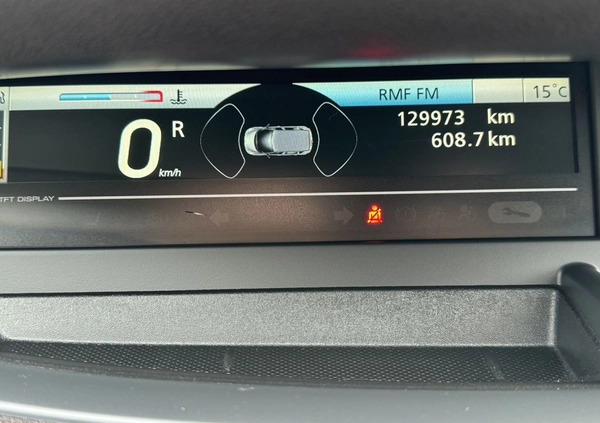 RMF FM
15°C
0 km/h
R
129973 km
608.7 km
TFT DISPLAY